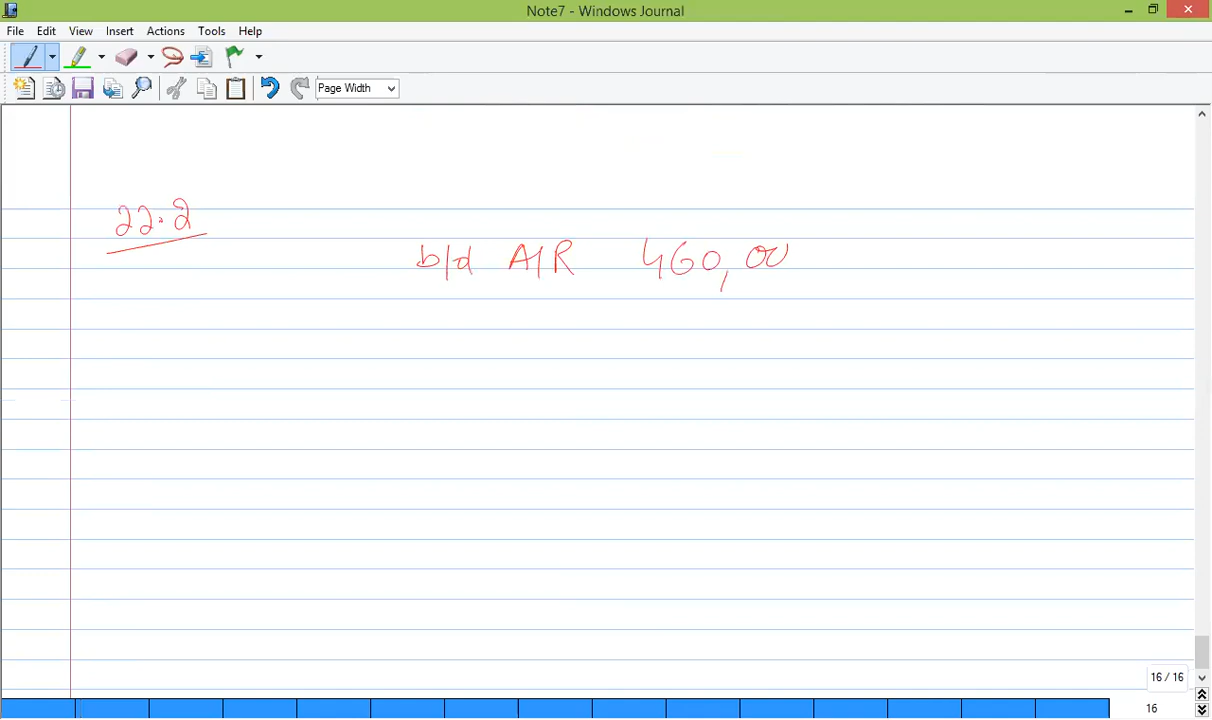 Note7 - Windows Journal
File Edit View Insert Actions Tools Help
Page Width
22.2
b/d A/R 460,00
16 / 16
16